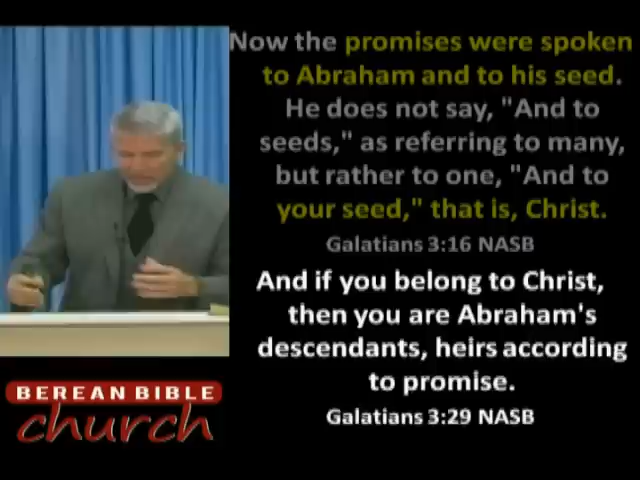 Now the promises were spoken
to Abraham and to his seed.
He does not say, "And to
seeds," as referring to many,
but rather to one, "And to
your seed," that is, Christ.
Galatians 3:16 NASB
And if you belong to Christ,
then you are Abraham's
descendants, heirs according
to promise.
Galatians 3:29 NASB
BEREAN BIBLE
church